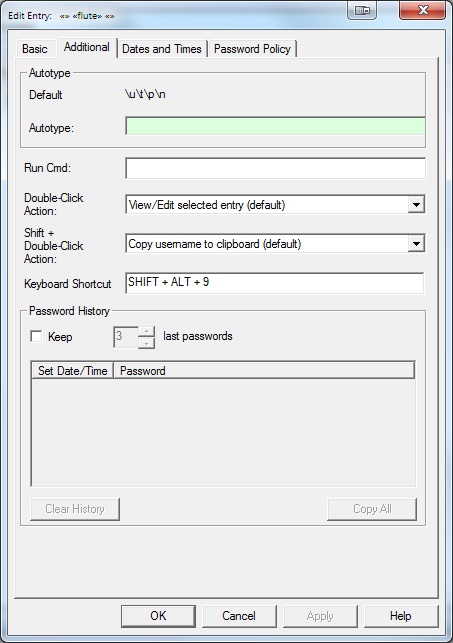 Edit Entry: «» «flute» «»
Basic Additional Dates and Times Password Policy
Autotype
Default \u\t\p\n
Autotype:
Run Cmd:
Double-Click
Action: View/Edit selected entry (default)
Shift +
Double-Click
Action: Copy username to clipboard (default)
Keyboard Shortcut SHIFT + ALT + 9
Password History
Keep 3 last passwords
Set Date/Time Password
Clear History Copy All
OK Cancel Apply Help